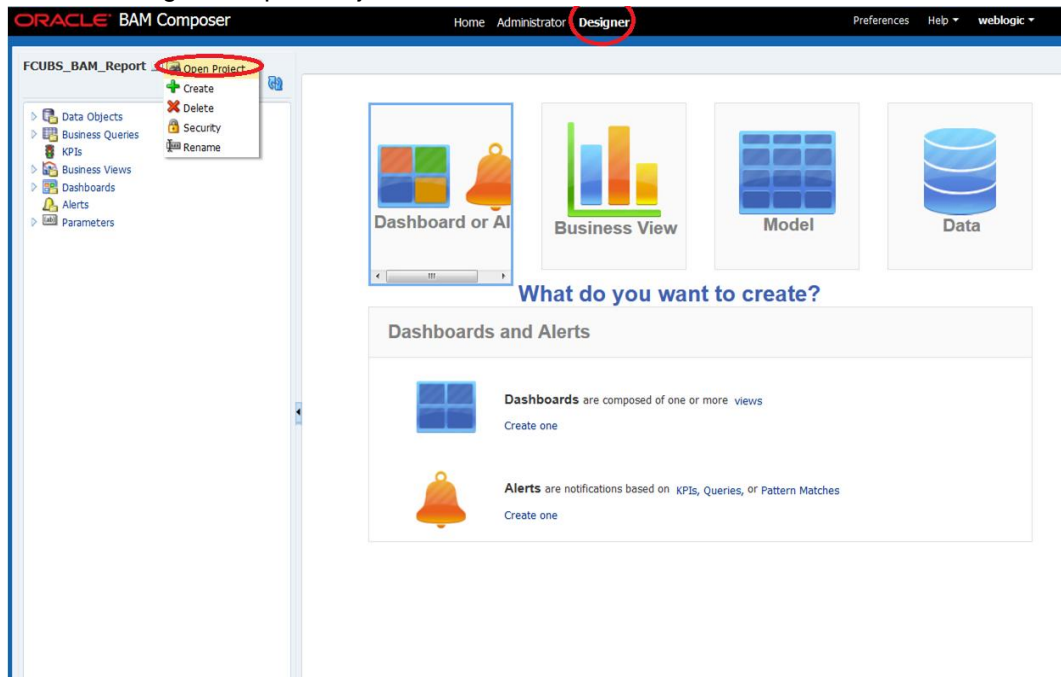 ORACLE BAM Composer
Home Administrator Designer
Preferences Help weblogic
FCUBS_BAM_Report
Open Project
Create
Delete
Security
Rename
Data Objects
Business Queries
KPIs
Business Views
Dashboards
Alerts
Parameters
Dashboard or Al
Business View
Model
Data
What do you want to create?
Dashboards and Alerts
Dashboards are composed of one or more views
Create one
Alerts are notifications based on KPIs, Queries, or Pattern Matches
Create one